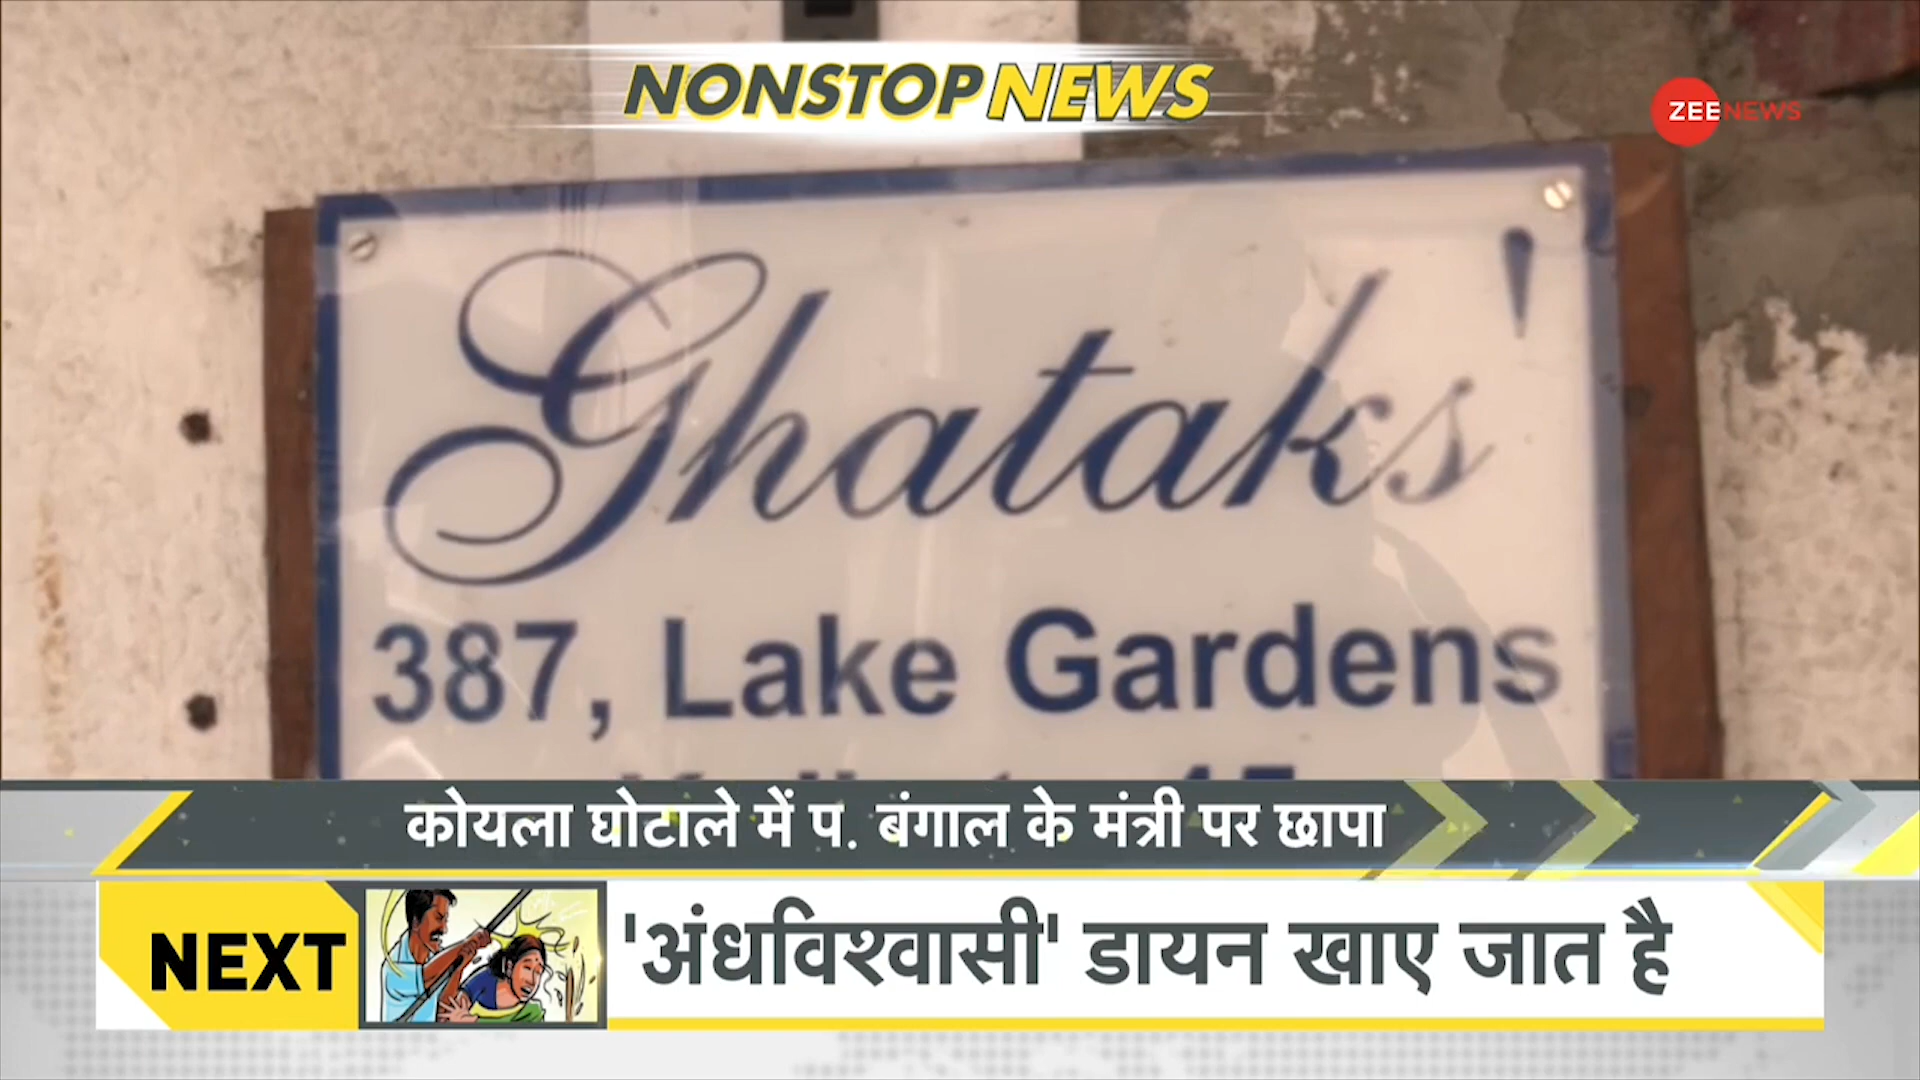 NONSTOP NEWS
ZEE NEWS
Ghataks'
387, Lake Gardens
कोयला घोटाले में प. बंगाल के मंत्री पर छापा
NEXT
'अंधविश्वासी' डायन खाए जात है